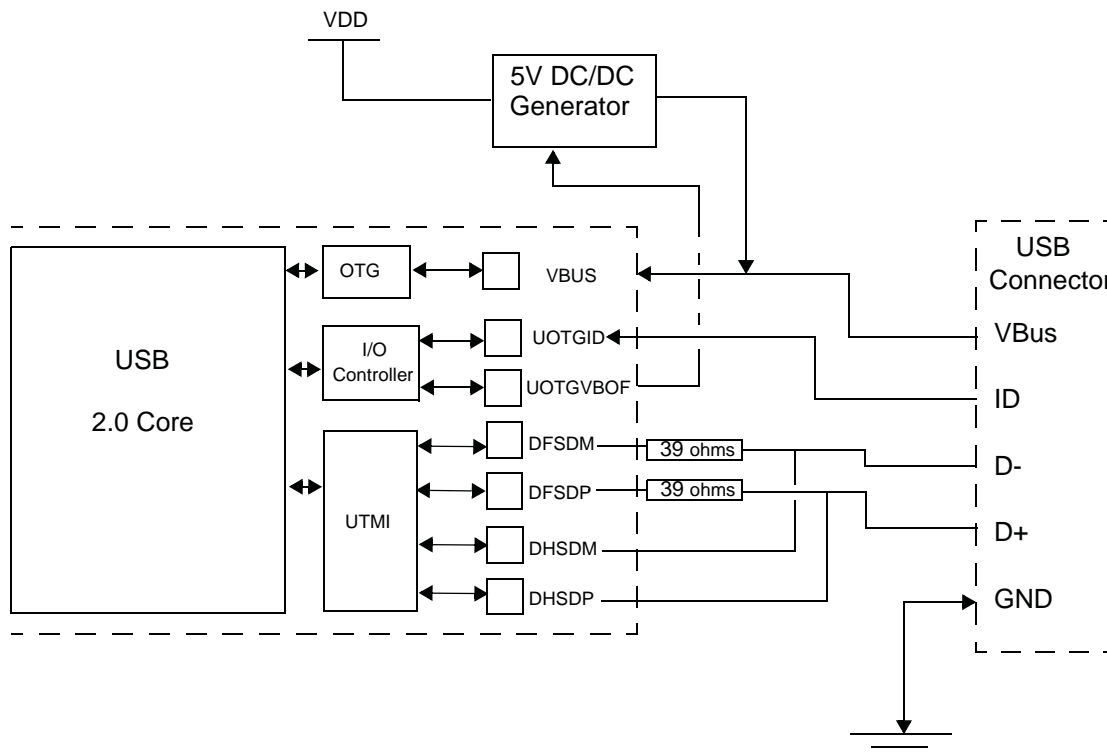 VDD
5V DC/DC
Generator
USB
Connector
OTG
VBUS
VBus
UOTGID
I/O
Controller
USB
2.0 Core
UOTGVBOF
ID
DFSDM
39 ohms
D-
DFSDP
39 ohms
UTMI
D+
DHSDM
DHSDP
GND